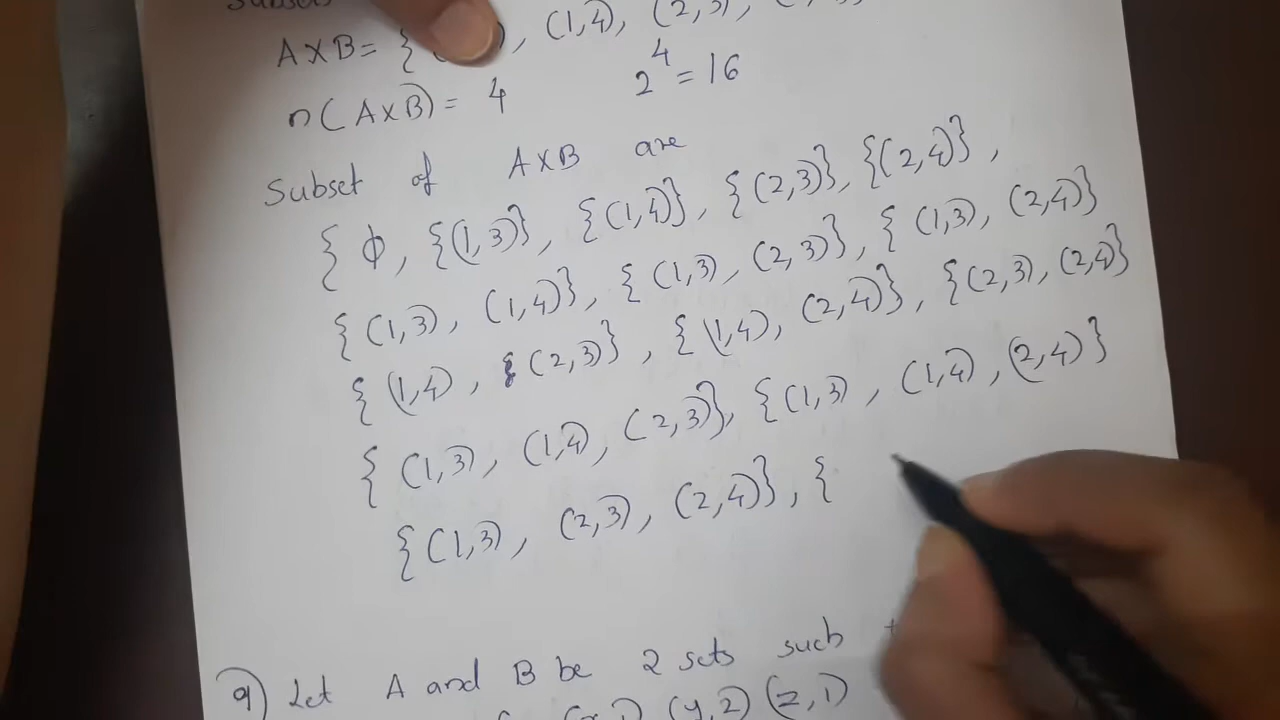 Subsets
A×B= { , (1,4), (2,3),
n(A×B)= 4 2^4 = 16
Subset of A×B are
{ ϕ, {(1,3)}, {(1,4)}, {(2,3)}, {(2,4)},
{(1,3), (1,4)}, {(1,3), (2,3)}, {(1,3), (2,4)}
{(1,4), {(2,3)}, {(1,4), (2,4)}, {(2,3), (2,4)}
{(1,3), (1,4), (2,3)}, {(1,3), (1,4), (2,4)}
{(1,3), (2,3), (2,4)}, {
9) Let A and B be 2 sets such
(y,2) (z,1)